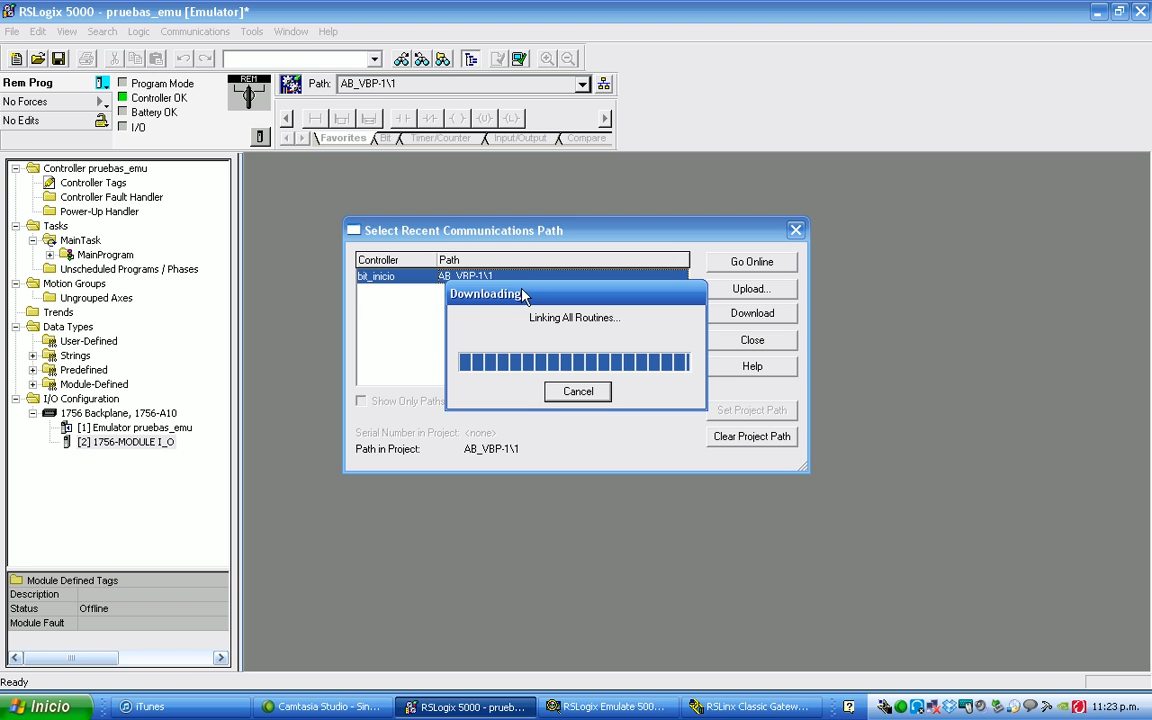 RSLogix 5000 - pruebas_emu [Emulator]*
File Edit View Search Logic Communications Tools Window Help
Rem Prog
No Forces
No Edits
Program Mode
Controller OK
Battery OK
I/O
REM
Path: AB_VBP-1\1
Favorites Bit Timer/Counter Input/Output Compare
Controller pruebas_emu
Controller Tags
Controller Fault Handler
Power-Up Handler
Tasks
MainTask
MainProgram
Unscheduled Programs / Phases
Motion Groups
Ungrouped Axes
Trends
Data Types
User-Defined
Strings
Predefined
Module-Defined
I/O Configuration
1756 Backplane, 1756-A10
[1] Emulator pruebas_emu
[2] 1756-MODULE I_O
Module Defined Tags
Description
Status Offline
Module Fault
Select Recent Communications Path
Controller Path
bit_inicio AB_VBP-1\1
Go Online
Upload...
Download
Close
Help
Set Project Path
Clear Project Path
Show Only Paths
Serial Number in Project: <none>
Path in Project: AB_VBP-1\1
Downloading
Linking All Routines...
Cancel
Ready
Inicio
iTunes
Camtasia Studio - Sin...
RSLogix 5000 - prueb...
RSLogix Emulate 500...
RSLinx Classic Gatew...
11:23 p.m.